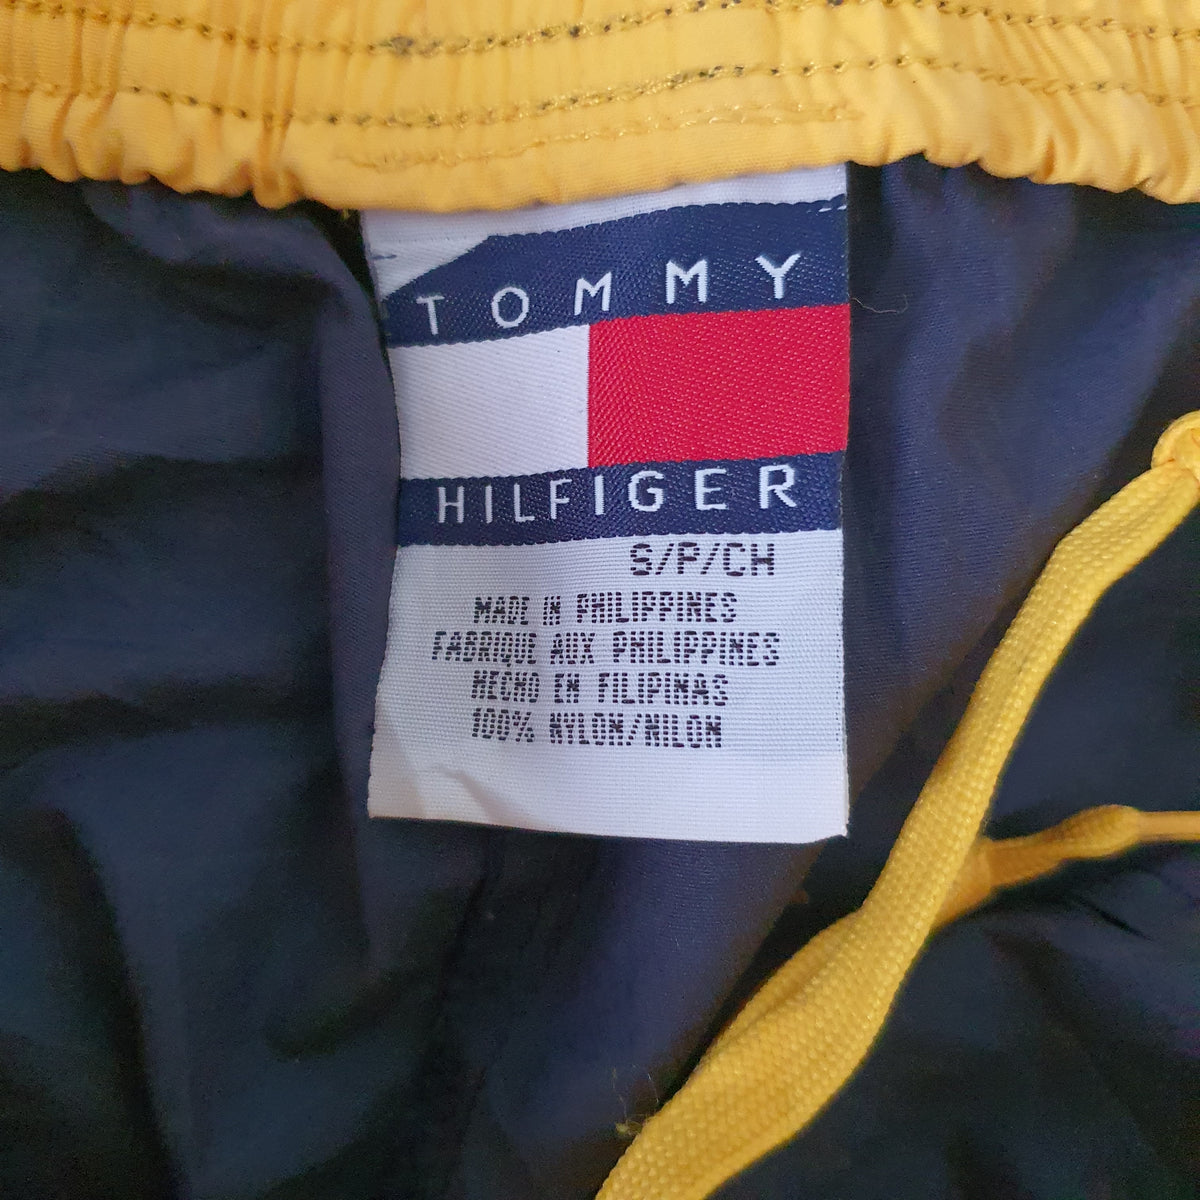 TOMMY
HILFIGER
S/P/CH
MADE IN PHILIPPINES
FABRIQUE AUX PHILIPPINES
HECHO EN FILIPINAS
100% NYLON/NILON